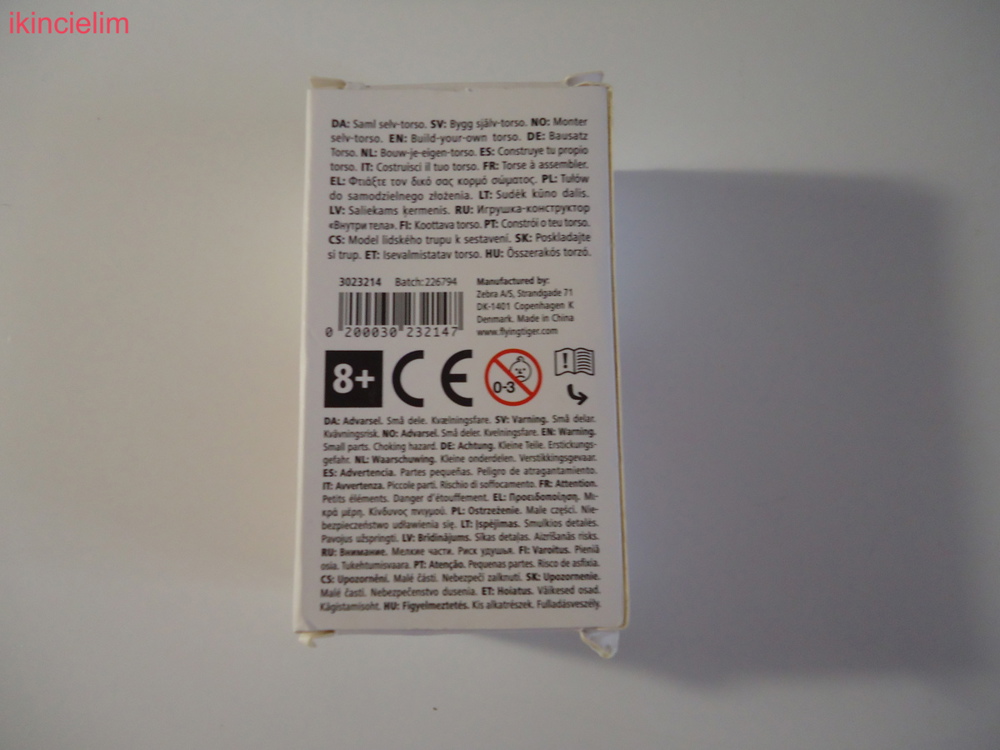 ikincielim
DA: Saml selv-torso. SV: Bygg själv-torso. NO: Monter
selv-torso. EN: Build-your-own torso. DE: Bausatz
Torso. NL: Bouw-je-eigen-torso. ES: Construye tu propio
torso. IT: Costruisci il tuo torso. FR: Torse à assembler.
EL: Φτιάξτε τον δικό σας κορμό σώματος. PL: Tułów
do samodzielnego złożenia. LT: Sudėk kūno dalis.
LV: Saliekams ķermenis. RU: Игрушка-конструктор
«Внутри тела». FI: Koottava torso. PT: Constrói o teu torso.
CS: Model lidského trupu k sestavení. SK: Poskladajte
si trup. ET: Isevalmistatav torso. HU: Összerakós torzó.
3023214 Batch: 226794
0 200030 232147
Manufactured by:
Zebra A/S, Strandgade 71
DK-1401 Copenhagen K
Denmark. Made in China
www.flyingtiger.com
8+ CE 0-3 !
DA: Advarsel. Små dele. Kvælningsfare. SV: Varning. Små delar.
Kvävningsrisk. NO: Advarsel. Små deler. Kvelningsfare. EN: Warning.
Small parts. Choking hazard. DE: Achtung. Kleine Teile. Erstickungs-
gefahr. NL: Waarschuwing. Kleine onderdelen. Verstikkingsgevaar.
ES: Advertencia. Partes pequeñas. Peligro de atragantamiento.
IT: Avvertenza. Piccole parti. Rischio di soffocamento. FR: Attention.
Petits éléments. Danger d'étouffement. EL: Προειδοποίηση. Μι-
κρά μέρη. Κίνδυνος πνιγμού. PL: Ostrzeżenie. Małe części. Nie-
bezpieczeństwo udławienia się. LT: Įspėjimas. Smulkios detalės.
Pavojus užspringti. LV: Brīdinājums. Sīkas detaļas. Aizrīšanās risks.
RU: Внимание. Мелкие части. Риск удушья. FI: Varoitus. Pieniä
osia. Tukehtumisvaara. PT: Atenção. Pequenas partes. Risco de asfixia.
CS: Upozornění. Malé části. Nebezpečí zalknutí. SK: Upozornenie.
Malé časti. Nebezpečenstvo dusenia. ET: Hoiatus. Väikesed osad.
Kägistamisoht. HU: Figyelmeztetés. Kis alkatrészek. Fulladásveszély.